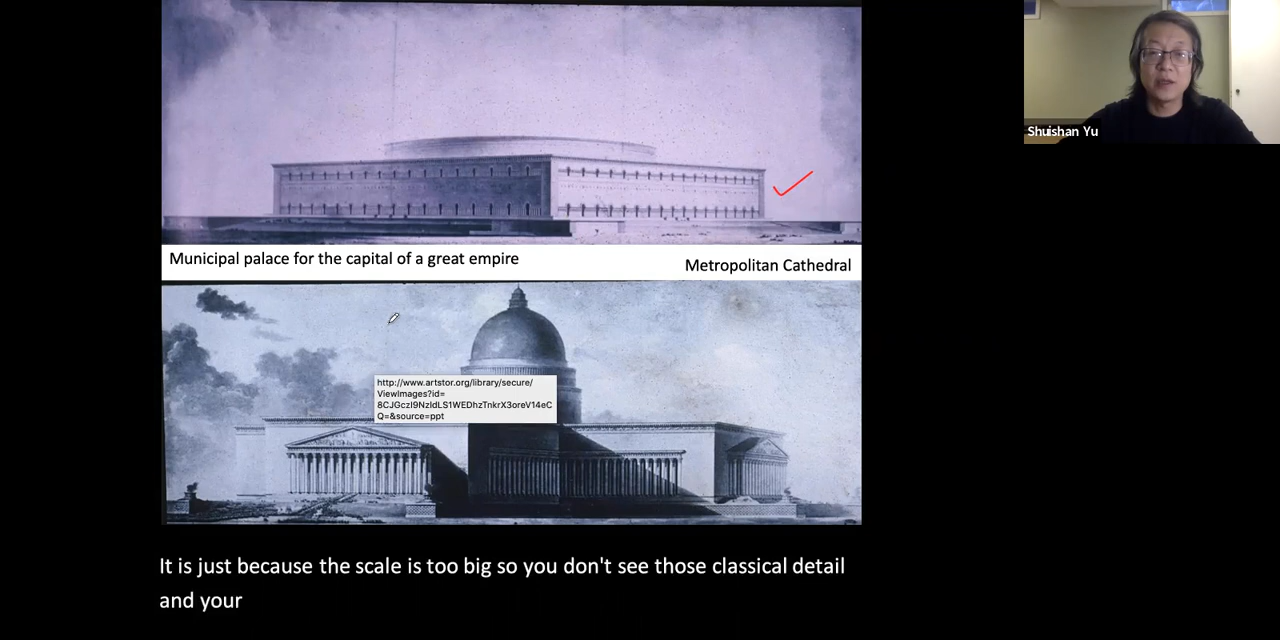 Shuishan Yu
Municipal palace for the capital of a great empire
Metropolitan Cathedral
http://www.artstor.org/library/secure/
ViewImages?id=
8CJGczI9NzldLS1WEDhzTnkrX3oreV14eC
Q=&source=ppt
It is just because the scale is too big so you don't see those classical detail
and your